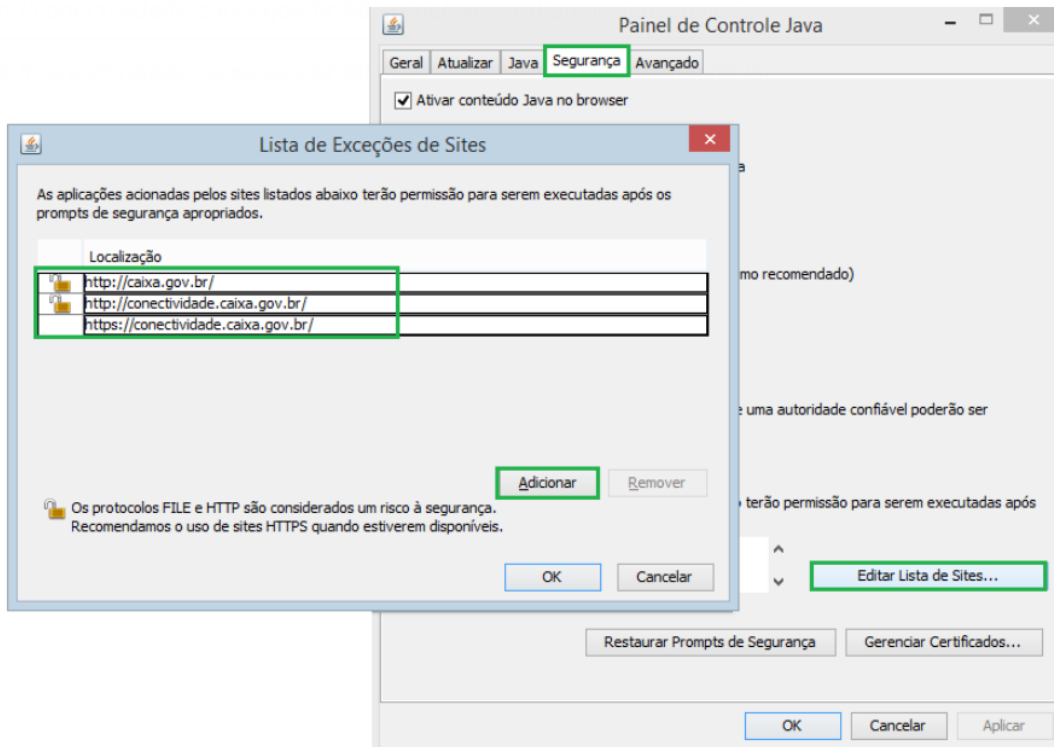 Painel de Controle Java
Geral Atualizar Java Segurança Avançado
Ativar conteúdo Java no browser
Lista de Exceções de Sites
As aplicações acionadas pelos sites listados abaixo terão permissão para serem executadas após os
prompts de segurança apropriados.
Localização
http://caixa.gov.br/
http://conectividade.caixa.gov.br/
https://conectividade.caixa.gov.br/
mo recomendado)
uma autoridade confiável poderão ser
Adicionar Remover
Os protocolos FILE e HTTP são considerados um risco à segurança.
Recomendamos o uso de sites HTTPS quando estiverem disponíveis.
terão permissão para serem executadas após
OK Cancelar
Editar Lista de Sites...
Restaurar Prompts de Segurança Gerenciar Certificados...
OK Cancelar Aplicar